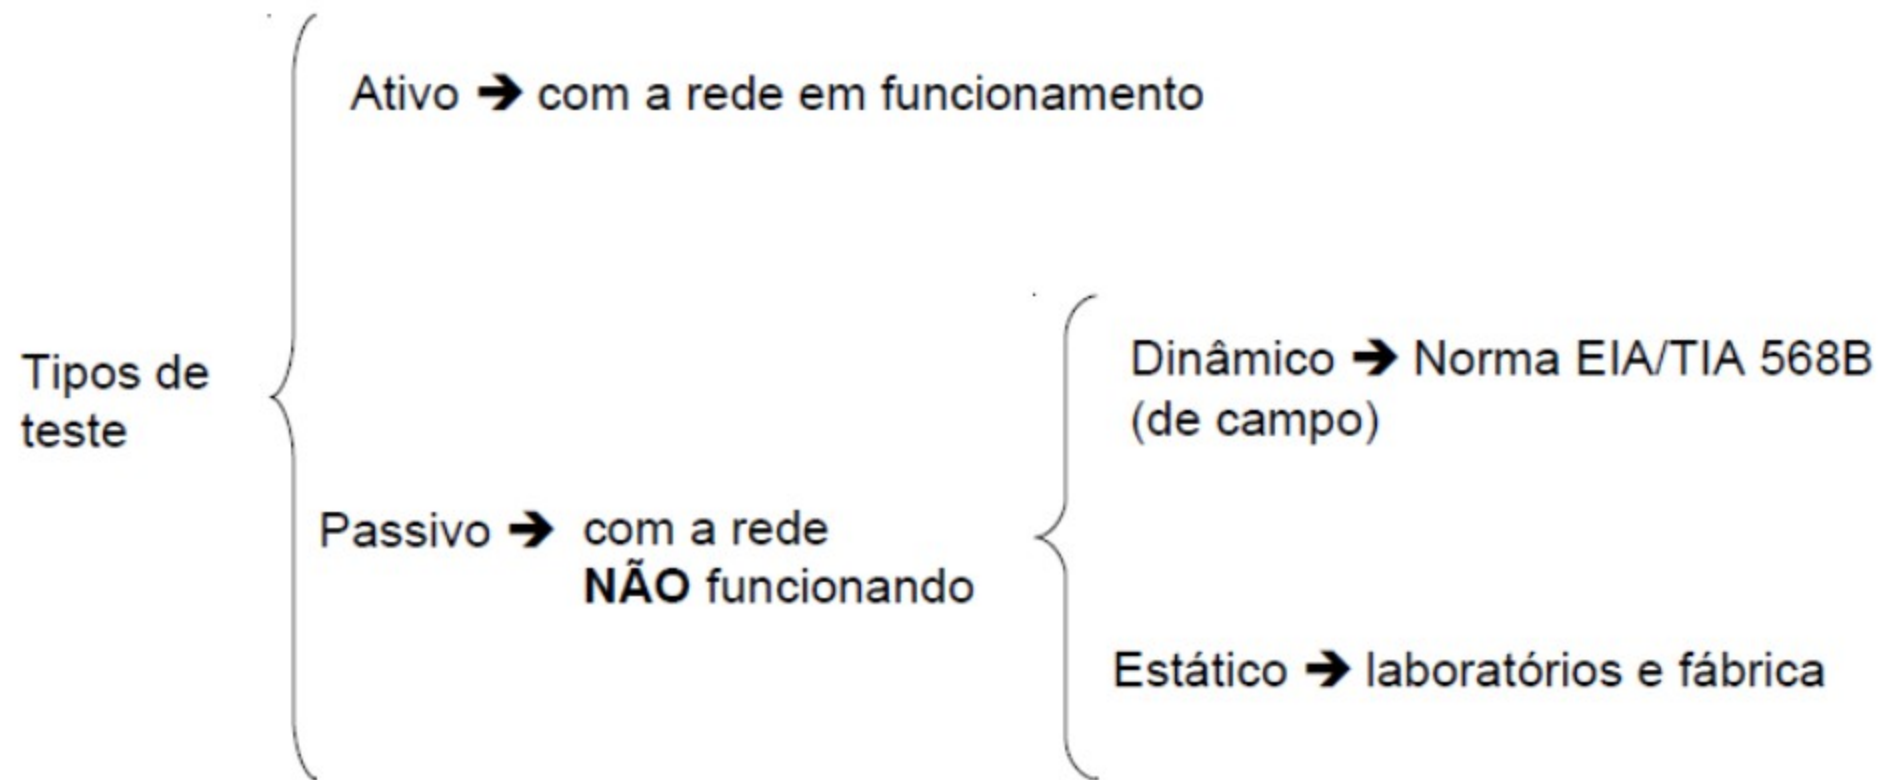 Ativo ➔ com a rede em funcionamento
Tipos de
teste
Dinâmico ➔ Norma EIA/TIA 568B
(de campo)
Passivo ➔ com a rede
NÃO funcionando
Estático ➔ laboratórios e fábrica